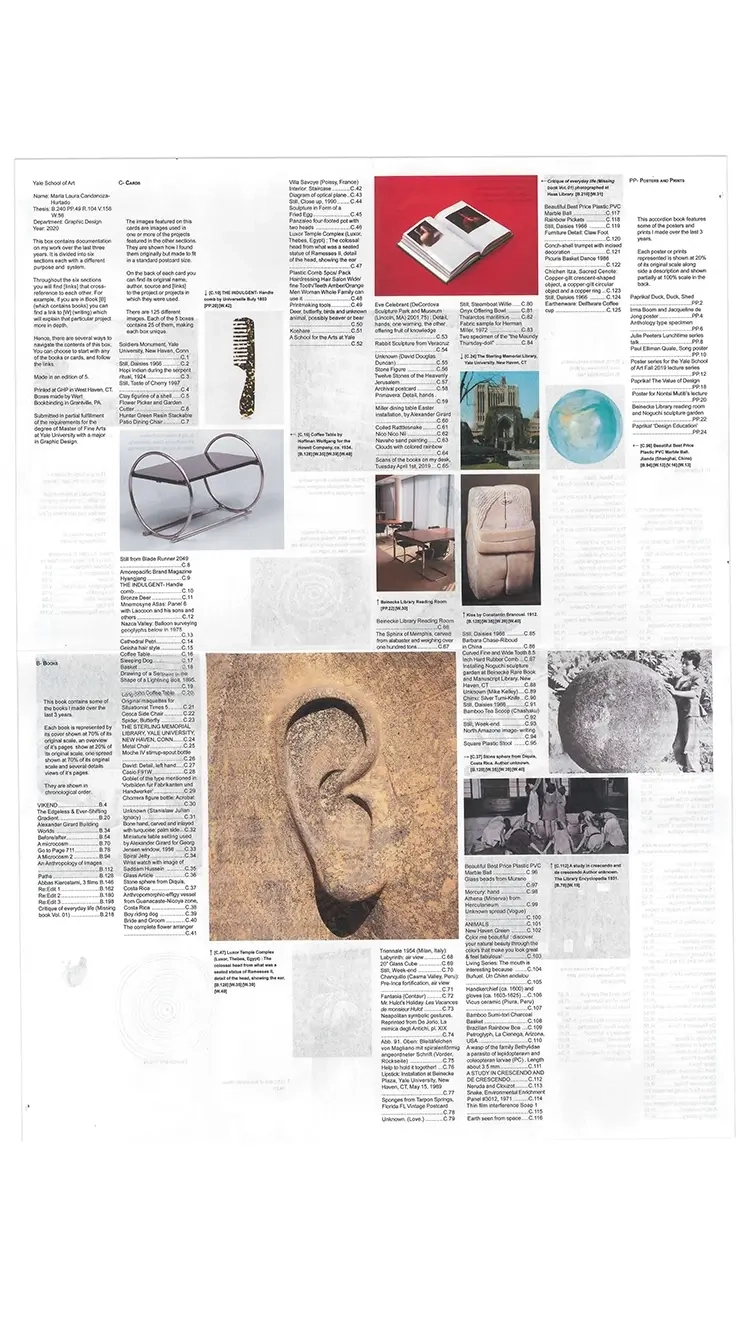 Yale School of Art
Name: Maria Laura Candanoza-
Hurtado
Thesis: B.240 PP.49 R.104 V.158
W.56
Department: Graphic Design
Year: 2020
This box contains documentation
on my work over the last three
years. It is divided into six
sections each with a different
purpose and system.
Throughout the six sections
you will find [links] that cross-
reference to each other. For
example, if you are in Book [B]
(which contains books) you can
find a link to [W] (writing) which
will explain that particular project
more in depth.
Hence, there are several ways to
navigate the contents of this box.
You can choose to start with any
of the books or cards, and follow
the links.
Made in an edition of 5.
Printed at GHP in West Haven, CT.
Boxes made by Wert
Bookbinding in Grantville, PA.
Submitted in partial fulfillment
of the requirements for the
degree of Master of Fine Arts
at Yale University with a major
in Graphic Design.
B- Books
This book contains some of
the books I made over the
last 3 years.
Each book is represented by
its cover shown at 70% of its
original scale, an overview
of it's pages show at 20% of
its original scale, one spread
shown at 70% of its original
scale and several details
views of it's pages.
They are shown in
chronological order.
VIKEND B.4
The Edgeless & Ever-Shifting
Gradient B.20
Alexander Girard Building
Worlds B.34
Before/after B.54
A microcosm B.70
Go to Page 711 B.78
A Microcosm 2 B.94
An Anthropology of Images
B.112
Paths B.128
Abbas Kiarostami, 3 films B.146
Re:Edit 1 B.162
Re:Edit 2 B.180
Re:Edit 3 B.198
Critique of everyday life (Missing
book Vol. 01) B.218
C- Cards
The images featured on this
cards are images used in
one or more of the projects
featured in the other sections.
They are shown how I found
them originally but made to fit
in a standard postcard size.
On the back of each card you
can find its original name,
author, source and [links]
to the project or projects in
which they were used.
There are 125 different
images. Each of the 5 boxes
contains 25 of them, making
each box unique.
Soldiers Monument, Yale
University, New Haven, Conn
C.1
Still, Daisies 1966 C.2
Hopi Indian during the serpent
ritual, 1924 C.3
Still, Taste of Cherry 1997
C.4
Clay figurine of a shell C.5
Flower Picker and Garden
Cutter C.6
Hunter Green Resin Stackable
Patio Dining Chair C.7
Still from Blade Runner 2049
C.8
Amorepacific Brand Magazine
Hyangjang C.9
THE INDULGENT- Handle
comb C.10
Bronze Deer C.11
Mnemosyne Atlas: Panel 6
with Laocoon and his sons and
others C.12
Nazca Valley: Balloon surveying
geoglyphs below in 1975
C.13
Cathedral Pepi C.14
Geisha hair style C.15
Coffee Table C.16
Sleeping Dog C.17
Basket C.18
Drawing of a Serpent in the
Shape of a Lightning Bolt, 1895
C.19
Long John Coffee Table C.20
Original maquettes for
Situationist Times 5 C.21
Cosca Side Chair C.22
Spider, Butterfly C.23
THE STERLING MEMORIAL
LIBRARY, YALE UNIVERSITY,
NEW HAVEN, CONN C.24
Metal Chair C.25
Moche IV stirrup-spout bottle
C.26
David: Detail, left hand C.27
Casio F91W C.28
Goblet of the type mentioned in
'Vorbilden fur Fabrikanten und
Handwerker' C.29
Chorrera figure bottle: Acrobat
C.30
Unknown (Stanislaw Julian
Ignacy) C.31
Bone hand, carved and inlayed
with turquoise palm side C.32
Miniature table setting used
by Alexander Girard for Georg
Jensen window, 1956 C.33
Spiral Jetty C.34
Wrist watch with image of
Saddam Hussein C.35
Glass Article C.36
Stone sphere from Diquis,
Costa Rica C.37
Anthropomorphic-effigy vessel
from Guanacaste-Nicoya zone,
Costa Rica C.38
Boy riding dog C.39
Bride and Groom C.40
The complete flower arranger
C.41
↓ [C.10] THE INDULGENT- Handle
comb by Universelle Buly 1803
[PP.20] [W.42]
← [C.16] Coffee Table by
Hoffman Wolfgang for the
Howell Company, ca. 1934.
[B.128] [W.35] [W.39] [W.40]
Villa Savoye (Poissy, France)
Interior: Staircase C.42
Diagram of optical plane C.43
Still, Close up, 1990 C.44
Sculpture in Form of a
Fried Egg C.45
Panzaleo four-footed pot with
two heads C.46
Luxor Temple Complex (Luxor,
Thebes, Egypt) : The colossal
head from what was a seated
statue of Ramesses II, detail
of the head, showing the ear
C.47
Plastic Comb 5pcs/ Pack
Hairdressing Hair Salon Wide/
fine Tooth/Teeth Amber/Orange
Men Woman Whole Family can
use it C.48
Printmaking tools C.49
Deer, butterfly, birds and unknown
animal, possibly beaver or bear
C.50
Koshare C.51
A School for the Arts at Yale
C.52
Eve Celebrant (DeCordova
Sculpture Park and Museum
(Lincoln, MA) 2001.75) : Detail,
hands, one warning, the other
offering fruit of knowledge
C.53
Rabbit Sculpture from Veracruz
C.54
Unknown (David Douglas
Duncan) C.55
Stone Figure C.56
Twelve Stones of the Heavenly
Jerusalem C.57
Archival postcard C.58
Primavera: Detail, hands
C.59
Miller dining table Easter
installation, by Alexander Girard
C.60
Coiled Rattlesnake C.61
Nico Nico Nii C.62
Navaho sand painting C.63
Clouds with colored rainbow
C.64
Scans of the books on my desk,
Tuesday April 1st, 2019 C.65
↑ Beinecke Library Reading Room
[PP.22] [W.50]
Beinecke Library Reading Room
C.66
The Sphinx of Memphis, carved
from alabaster and weighing over
one hundred tons C.67
↑ [C.47] Luxor Temple Complex
(Luxor, Thebes, Egypt) : The
colossal head from what was a
seated statue of Ramesses II,
detail of the head, showing the ear.
[B.128] [W.35] [W.38]
[W.48]
Triennale 1954 (Milan, Italy)
Labyrinth, air view C.68
20" Glass Cube C.69
Still, Week-end C.70
Chanquillo (Casma Valley, Peru):
Pre-Inca fortification, air view
C.71
Fantasia (Centaur) C.72
Mr. Hulot's Holiday Les Vacances
de monsieur Hulot C.73
Neapolitan symbolic gestures.
Reprinted from De Jorio, La
mimica degli Antichi, pl. XIX
C.74
Abb. 91. Oben: Bleitäfelchen
von Magliano mit spiralenförmig
angeordneter Schrift (Vorder,
Rückseite) C.75
Help to hold it together! C.76
Lipstick: Installation at Beinecke
Plaza, Yale University, New
Haven, CT, May 15, 1969
C.77
Sponges from Tarpon Springs,
Florida FL Vintage Postcard
C.78
Unknown, (Love,) C.79
Still, Steamboat Willie C.80
Onyx Offering Bowl C.81
Thalarctos maritimus C.82
Fabric sample for Herman
Miller, 1972 C.83
Two specimen of the "the Maundy
Thursday-doll" C.84
↓ [C.24] The Sterling Memorial Library,
Yale University, New Haven, CT
↑ Kiss by Constantin Brancusi. 1912.
[B.128] [W.35] [W.39] [W.40]
Still, Daisies 1966 C.85
Barbara Chase-Riboud
in China C.86
Curved Fine and Wide Tooth 8.5
Inch Hard Rubber Comb C.87
Installing Noguchi sculpture
garden at Beinecke Rare Book
and Manuscript Library, New
Haven, CT C.88
Unknown (Mike Kelley) C.89
Chimu: Silver Tumi-Knife C.90
Still, Daisies 1966 C.91
Bamboo Tea Scoop (Chashaku)
C.92
Still, Week-end C.93
North Amazone image-writing
C.94
Square Plastic Stool C.95
Beautiful Best Price Plastic PVC
Marble Ball C.96
Glass beads from Murano
C.97
Mercury: hand C.98
Athena (Minerva) from
Herculaneum C.99
Unknown spread (Vogue)
C.100
ANIMALS C.101
New Haven Green C.102
Color me beautiful : discover
your natural beauty through the
colors that make you look great
& feel fabulous! C.103
Living Series: The mouth is
interesting because C.104
Buñuel, Un Chien andalou
C.105
Handkerchief (ca. 1600) and
gloves (ca. 1603-1625) C.106
Vicus ceramic (Piura, Peru)
C.107
Bamboo Sumi-tori Charcoal
Basket C.108
Brazilian Rainbow Boa C.109
Petroglyph, La Cienega, Arizona,
USA C.110
A wasp of the family Bethylidae
a parasite of lepidopteran and
coleopteran larvae (PC). Length
about 3.5 mm C.111
A STUDY IN CRESCENDO AND
DE CRESCENDO C.112
Neruda and Clouzot C.113
Snake, Environmental Enrichment
Panel #3012, 1971 C.114
Thin film interference Soap 1
C.115
Earth seen from space C.116
← Critique of everyday life (Missing
book Vol. 01) photographed at
Haas Library. [B.218] [W.31]
Beautiful Best Price Plastic PVC
Marble Ball C.117
Rainbow Pickets C.118
Still, Daisies 1966 C.119
Furniture Detail: Claw Foot
C.120
Conch-shell trumpet with incised
decoration C.121
Picuris Basket Dance 1986
C.122
Chichen Itza, Sacred Cenote:
Copper-gilt crescent-shaped
object, a copper-gilt circular
object and a copper ring C.123
Still, Daisies 1966 C.124
Earthenware: Delftware Coffee
cup C.125
→ [C.37] Stone sphere from Diquis,
Costa Rica. Author unknown.
[B.128] [W.35] [W.38] [W.40]
↑ [C.112] A study in crescendo and
de crescendo Author unknown.
The Library Encyclopedia 1931.
[B.70] [W.18]
PP- Posters and Prints
This accordion book features
some of the posters and
prints I made over the last 3
years.
Each poster or prints
represented is shown at 20%
of its original scale along
side a description and shown
partially at 100% scale in the
back.
Paprika! Duck, Duck, Shed
PP.2
Irma Boom and Jacqueline de
Jong poster PP.4
Anthology type specimen
PP.6
Julie Peeters Lunchtime series
talk PP.8
Paul Elliman Quale, Song poster
PP.10
Poster series for the Yale School
of Art Fall 2019 lecture series
PP.12
Paprika! The Value of Design
PP.18
Poster for Nontsi Mutiti's lecture
PP.20
Beinecke Library reading room
and Noguchi sculpture garden
PP.22
Paprika! 'Design Education'
PP.24
← [C.96] Beautiful Best Price
Plastic PVC Marble Ball.
Jiande (Shanghai, China)
[B.94] [W.12] [V.16] [W.13]